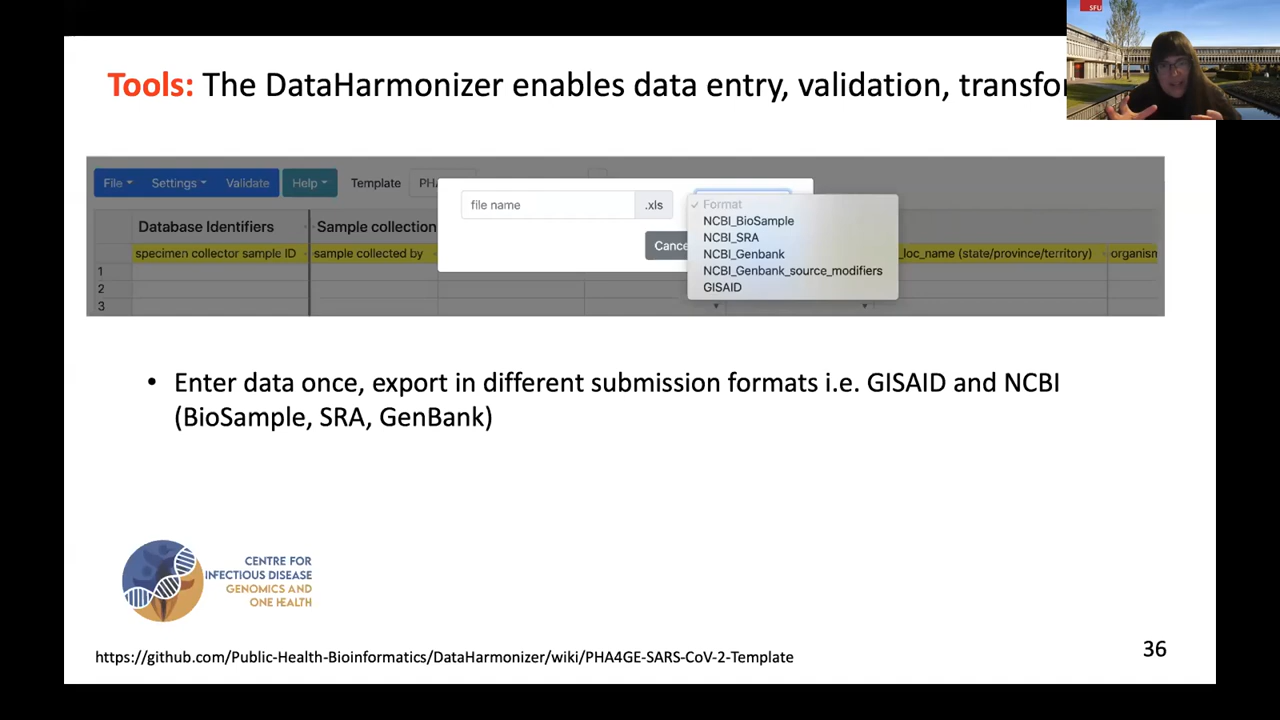 SFU
Tools: The DataHarmonizer enables data entry, validation, transfo
File Settings Validate Help Template PHA
file name .xls Format
Database Identifiers Sample collection
NCBI_BioSample
NCBI_SRA
Cance
specimen collector sample ID sample collected by NCBI_Genbank _loc_name (state/province/territory) organism
1 NCBI_Genbank_source_modifiers
2 GISAID
3
• Enter data once, export in different submission formats i.e. GISAID and NCBI
(BioSample, SRA, GenBank)
CENTRE FOR
INFECTIOUS DISEASE
GENOMICS AND
ONE HEALTH
https://github.com/Public-Health-Bioinformatics/DataHarmonizer/wiki/PHA4GE-SARS-CoV-2-Template
36